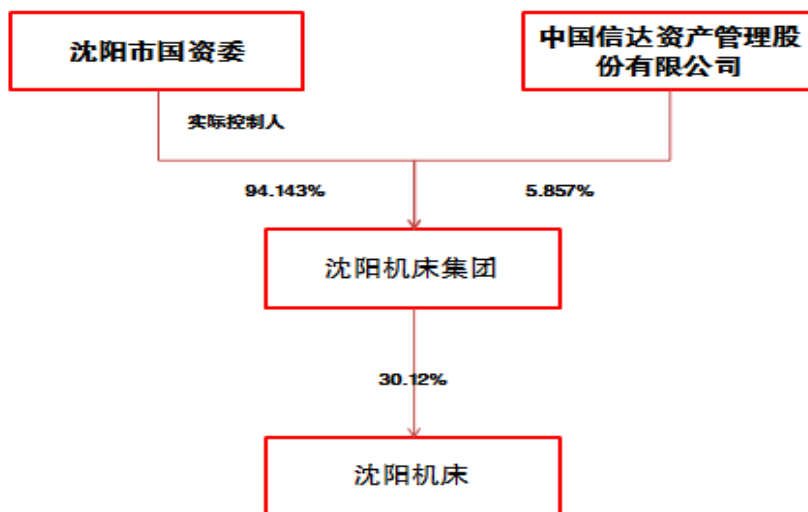 沈阳市国资委
中国信达资产管理股
份有限公司
实际控制人
94.143%
5.857%
沈阳机床集团
30.12%
沈阳机床